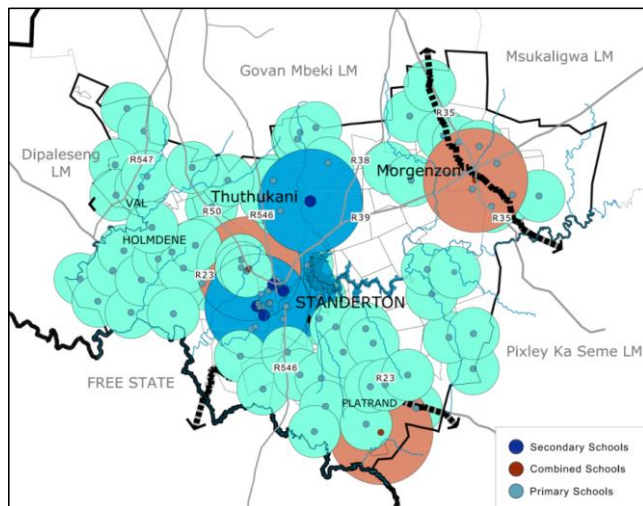 Msukaligwa LM
Govan Mbeki LM
R35
Dipaleseng
LM
R547
R38
Morgenzon
Thuthukani
VAL
R50
R546
R39
R35
HOLMDENE
R23
STANDERTON
Pixley Ka Seme LM
FREE STATE
R546
R23
PLATRAND
Secondary Schools
Combined Schools
Primary Schools